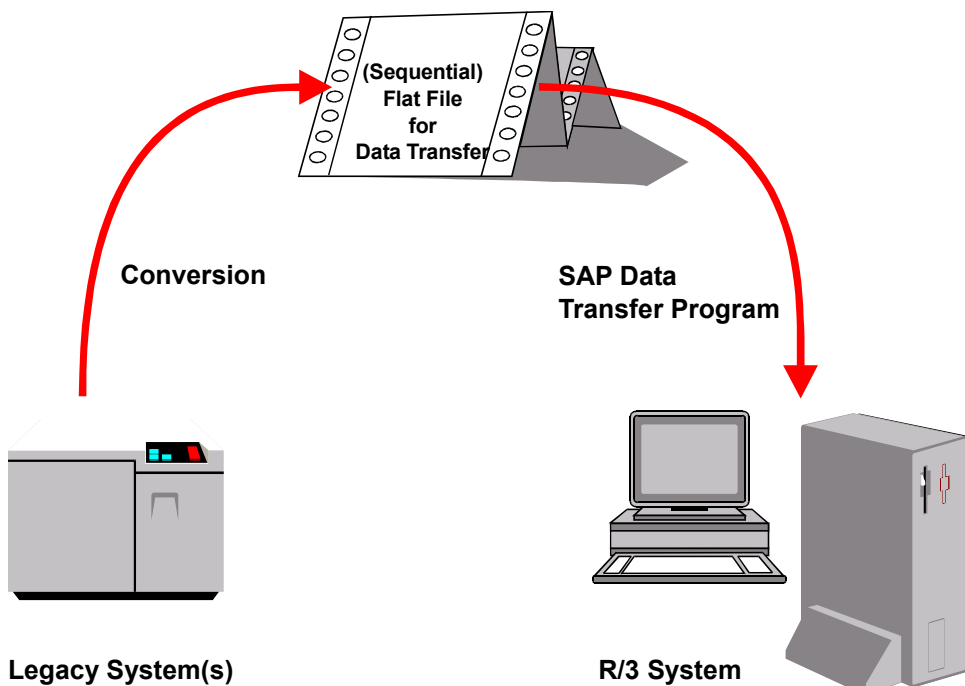 (Sequential)
Flat File
for
Data Transfer
Conversion
SAP Data
Transfer Program
Legacy System(s)
R/3 System